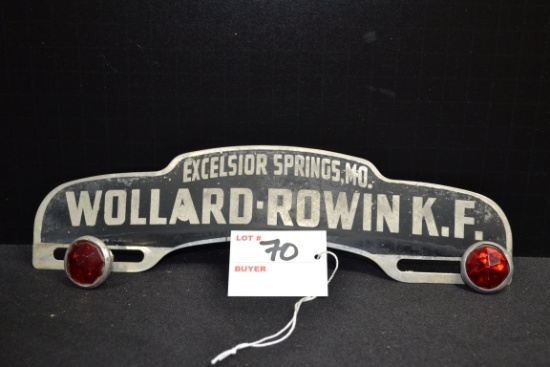 EXCELSIOR SPRINGS, MO.
WOLLARD-ROWIN K.F.
LOT # 70
BUYER